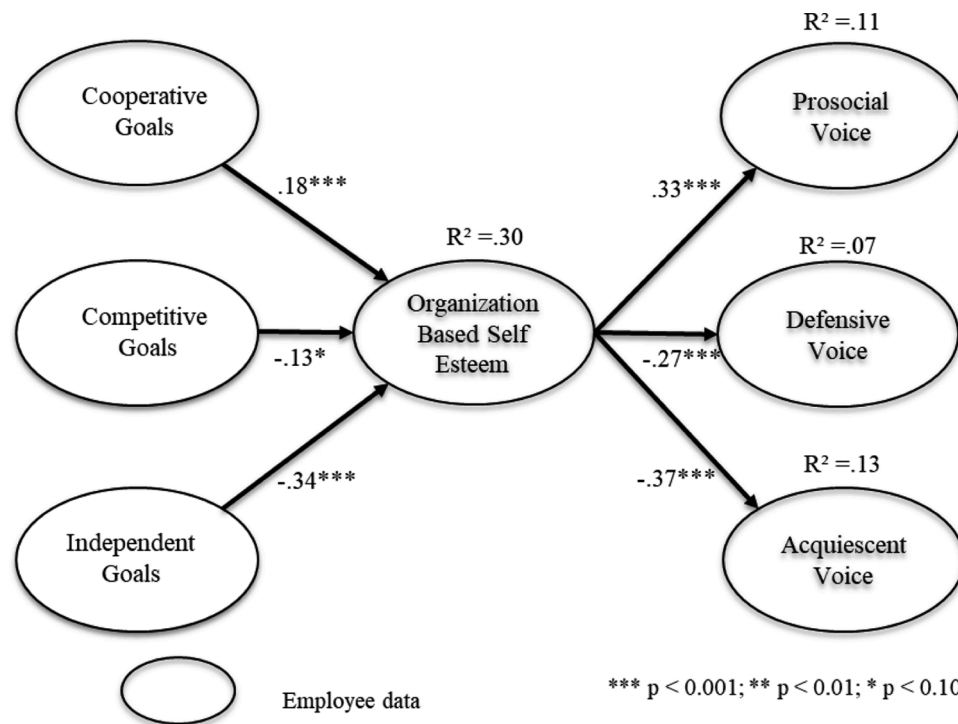 R² =.11
Cooperative
Goals
Prosocial
Voice
.18***
.33***
R² =.30
R² =.07
Competitive
Goals
Organization
Based Self
Esteem
Defensive
Voice
-.13*
-.27***
-.34***
-.37***
R² =.13
Independent
Goals
Acquiescent
Voice
Employee data
*** p < 0.001; ** p < 0.01; * p < 0.10